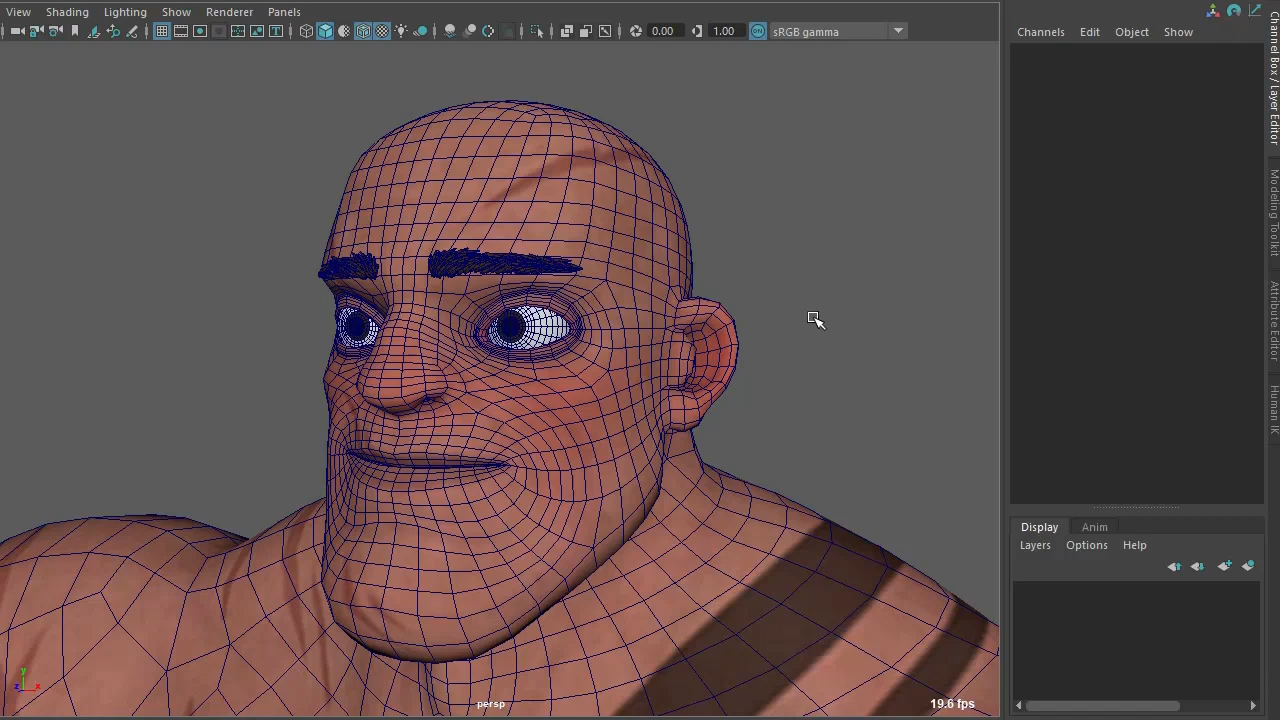 View Shading Lighting Show Renderer Panels
0.00 1.00 ON sRGB gamma
Channels Edit Object Show
Channel Box / Layer Editor
Modeling Toolkit
Attribute Editor
Human IK
Display Anim
Layers Options Help
y
z x
persp
19.6 fps